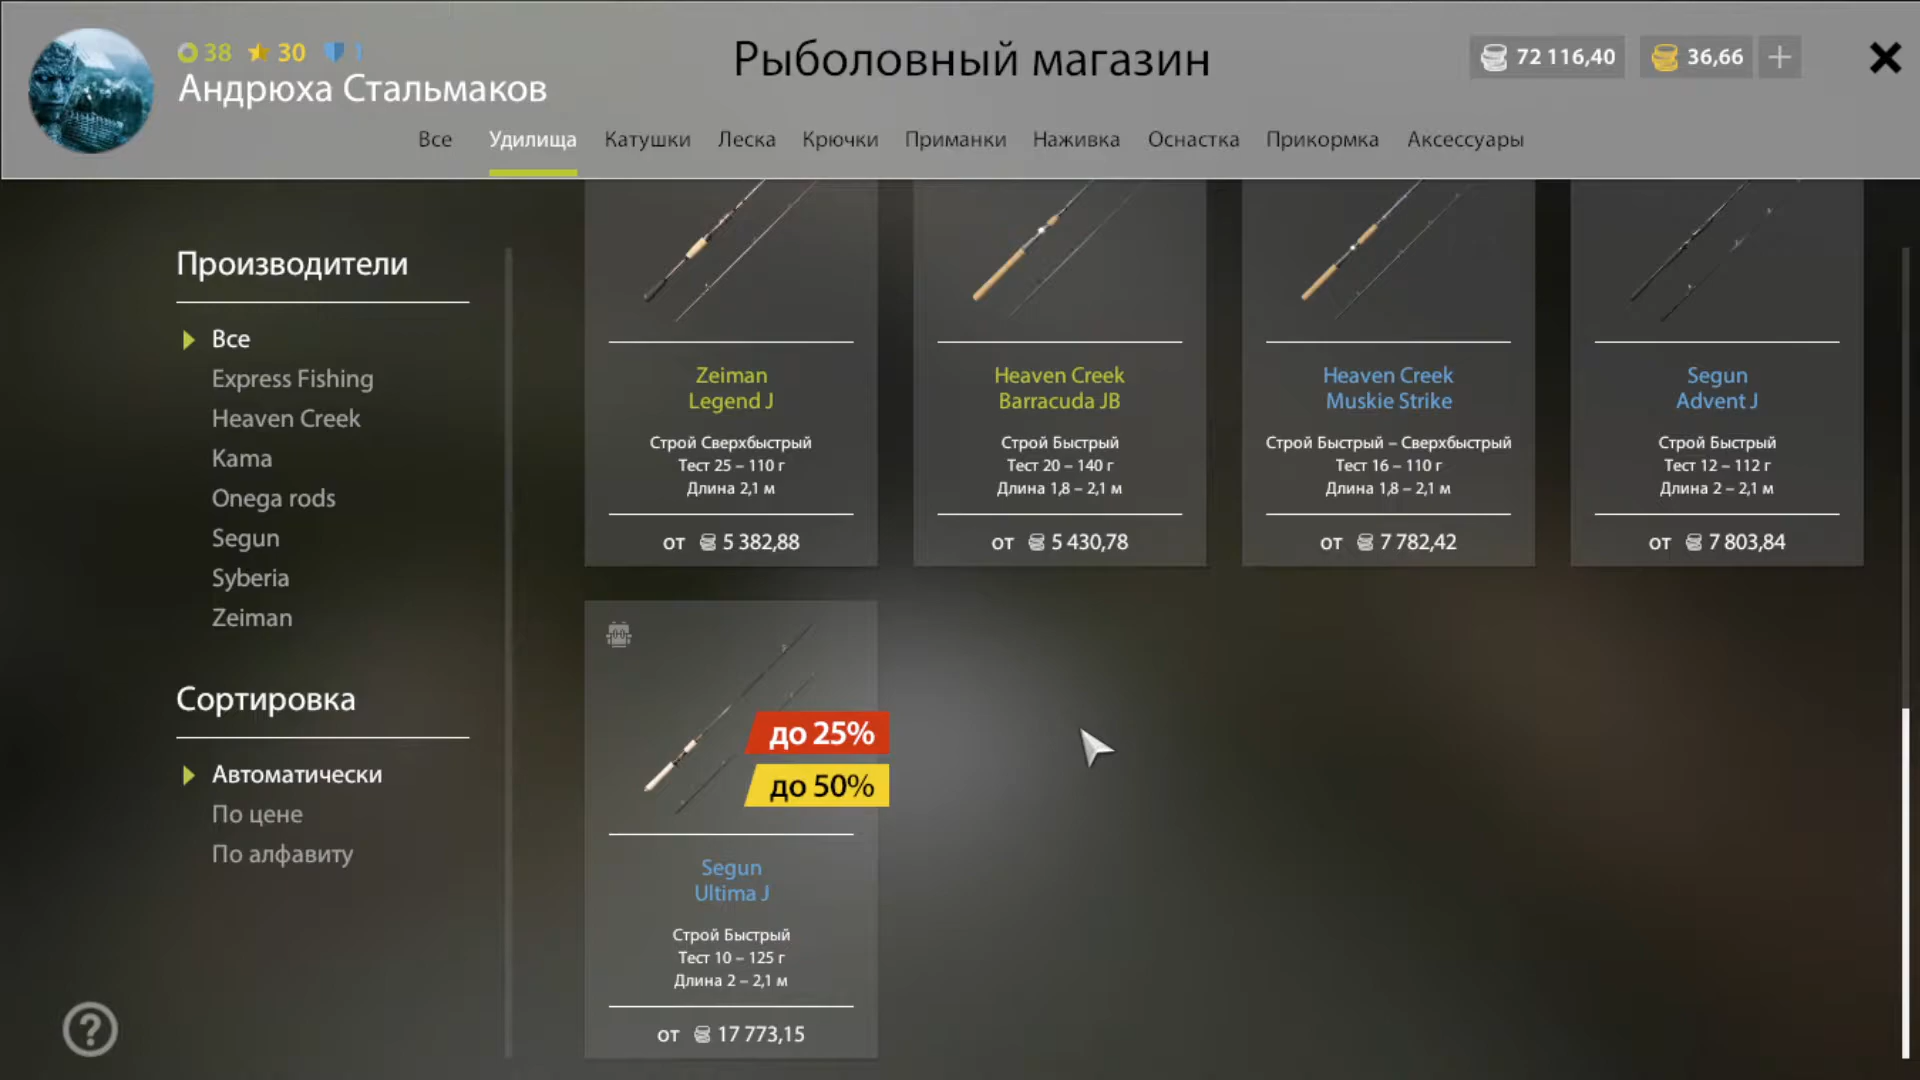 38 30 1
Андрюха Стальмаков
Рыболовный магазин
72 116,40 36,66
Все Удилища Катушки Леска Крючки Приманки Наживка Оснастка Прикормка Аксессуары
Производители
Все
Express Fishing
Heaven Creek
Kama
Onega rods
Segun
Syberia
Zeiman
Сортировка
Автоматически
По цене
По алфавиту
Zeiman
Legend J
Строй Сверхбыстрый
Тест 25 – 110 г
Длина 2,1 м
от 5 382,88
Heaven Creek
Barracuda JB
Строй Быстрый
Тест 20 – 140 г
Длина 1,8 – 2,1 м
от 5 430,78
Heaven Creek
Muskie Strike
Строй Быстрый – Сверхбыстрый
Тест 16 – 110 г
Длина 1,8 – 2,1 м
от 7 782,42
Segun
Advent J
Строй Быстрый
Тест 12 – 112 г
Длина 2 – 2,1 м
от 7 803,84
до 25%
до 50%
Segun
Ultima J
Строй Быстрый
Тест 10 – 125 г
Длина 2 – 2,1 м
от 17 773,15
?